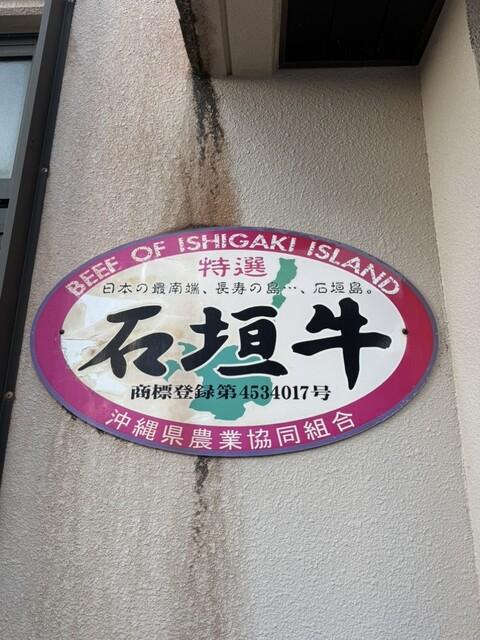 BEEF OF ISHIGAKI ISLAND
特選
日本の最南端、長寿の島…、石垣島。
石垣牛
商標登録第4534017号
沖縄県農業協同組合